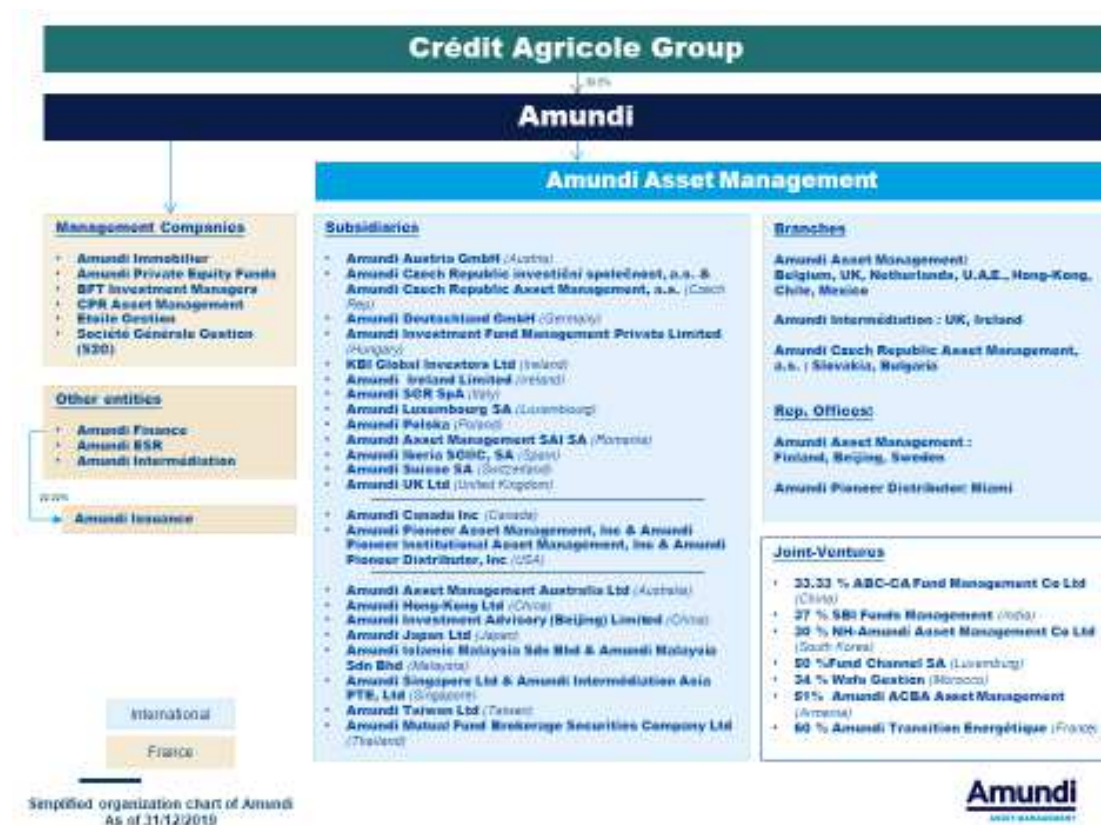 Crédit Agricole Group
Amundi
Amundi Asset Management
Management Companies
• Amundi Immobilier
• Amundi Private Equity Funds
• BFT Investment Managers
• CPR Asset Management
• Etoile Gestion
• Société Générale Gestion
(S2G)
Other entities
• Amundi Finance
• Amundi ESR
• Amundi Intermédiation
Amundi Issuance
Subsidiaries
• Amundi Austria GmbH (Austria)
• Amundi Czech Republic investiční společnost, a.s. &
Amundi Czech Republic Asset Management, a.s. (Czech
Rep)
• Amundi Deutschland GmbH (Germany)
• Amundi Investment Fund Management Private Limited
(Hungary)
• KBI Global Investors Ltd (Ireland)
• Amundi Ireland Limited (Ireland)
• Amundi SGR SpA (Italy)
• Amundi Luxembourg SA (Luxembourg)
• Amundi Polska (Poland)
• Amundi Asset Management SAI SA (Romania)
• Amundi Iberia SGIIC, SA (Spain)
• Amundi Suisse SA (Switzerland)
• Amundi UK Ltd (United Kingdom)
• Amundi Canada Inc (Canada)
• Amundi Pioneer Asset Management, Inc & Amundi
Pioneer Institutional Asset Management, Inc & Amundi
Pioneer Distributor, Inc (USA)
• Amundi Asset Management Australia Ltd (Australia)
• Amundi Hong-Kong Ltd (China)
• Amundi Investment Advisory (Beijing) Limited (China)
• Amundi Japan Ltd (Japan)
• Amundi Islamic Malaysia Sdn Bhd & Amundi Malaysia
Sdn Bhd (Malaysia)
• Amundi Singapore Ltd & Amundi Intermédiation Asia
PTE, Ltd (Singapore)
• Amundi Taiwan Ltd (Taiwan)
• Amundi Mutual Fund Brokerage Securities Company Ltd
(Thailand)
Branches
Amundi Asset Management:
Belgium, UK, Netherlands, U.A.E., Hong-Kong,
Chile, Mexico
Amundi Intermédiation : UK, Ireland
Amundi Czech Republic Asset Management,
a.s. : Slovakia, Bulgaria
Rep. Offices:
Amundi Asset Management :
Finland, Beijing, Sweden
Amundi Pioneer Distributor: Miami
Joint-Ventures
• 33.33 % ABC-CA Fund Management Co Ltd
(China)
• 37 % SBI Funds Management (India)
• 30 % NH-Amundi Asset Management Co Ltd
(South Korea)
• 50 %Fund Channel SA (Luxemburg)
• 34 % Wafa Gestion (Morocco)
• 51% Amundi ACBA Asset Management
(Armenia)
• 60 % Amundi Transition Energétique (France)
International
France
Simplified organization chart of Amundi
As of 31/12/2019
Amundi
ASSET MANAGEMENT